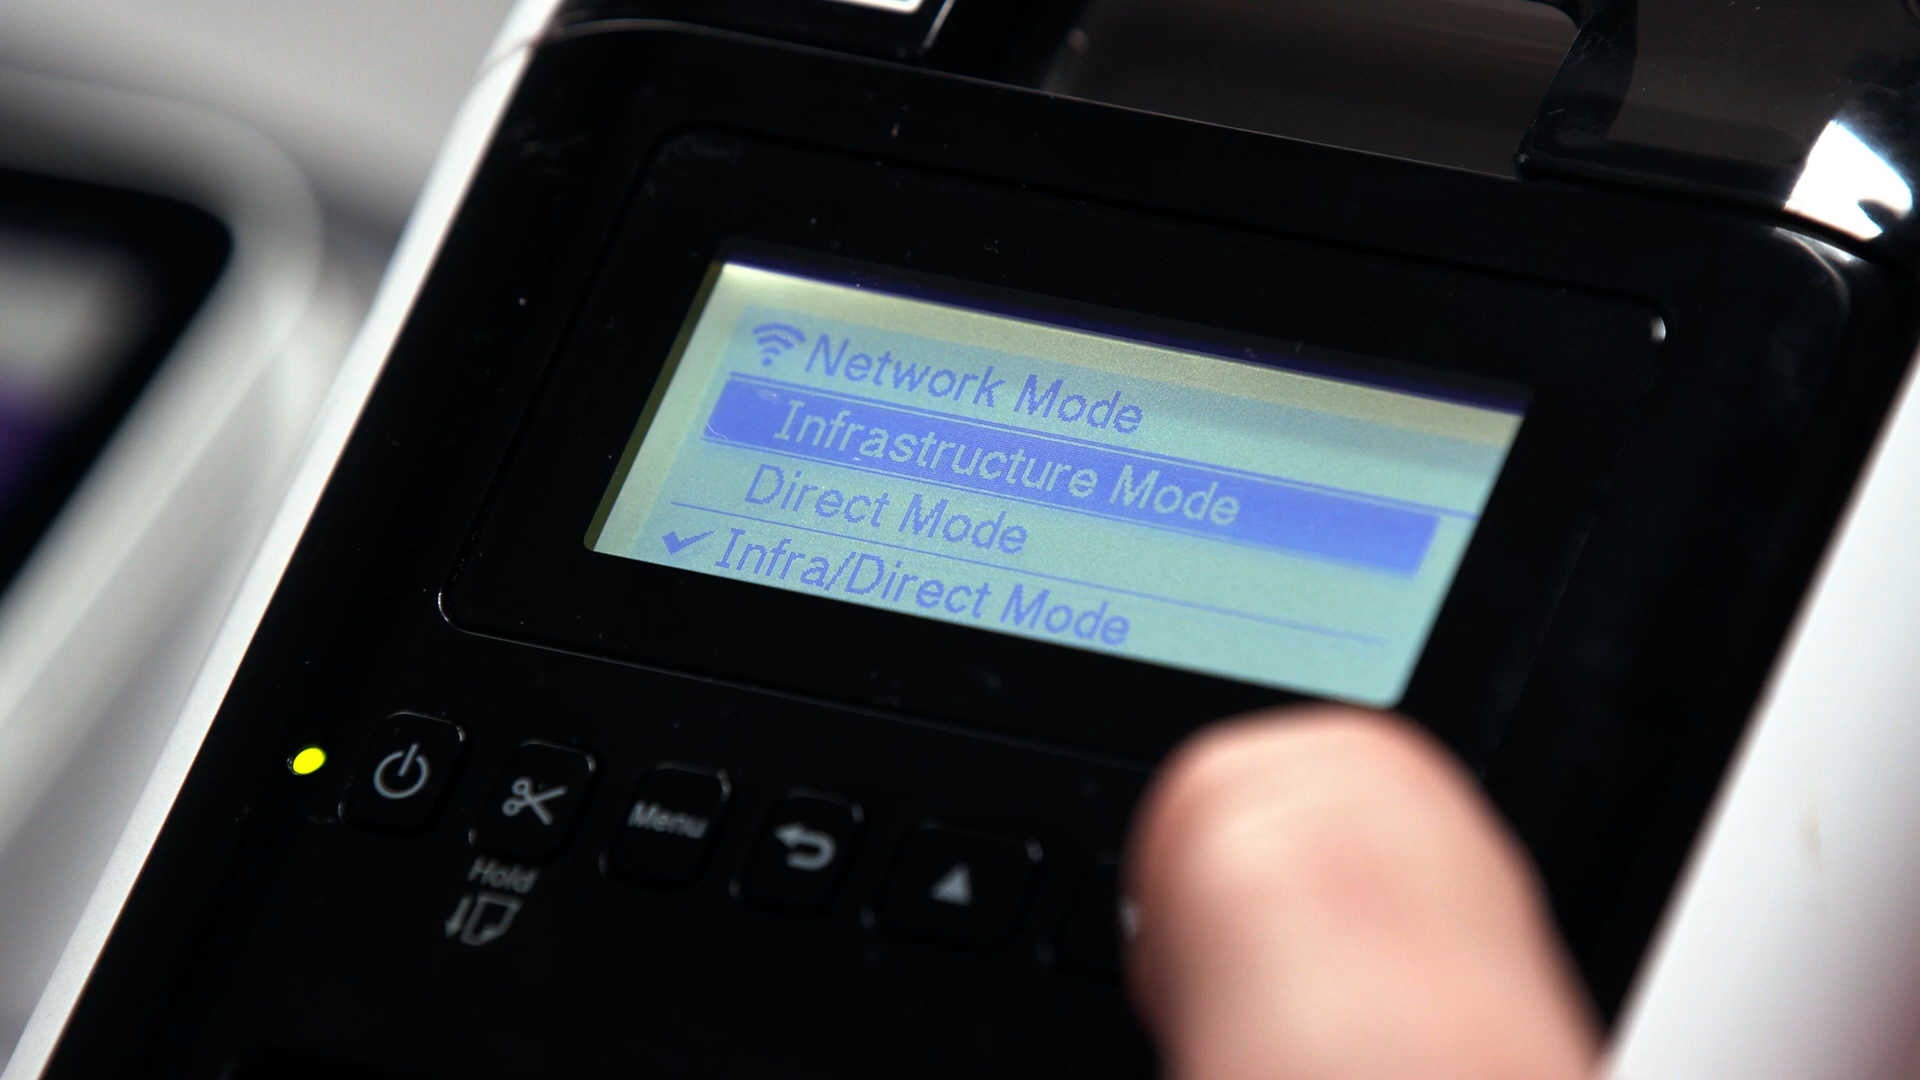 Network Mode
Infrastructure Mode
Direct Mode
Infra/Direct Mode
Menu
Hold